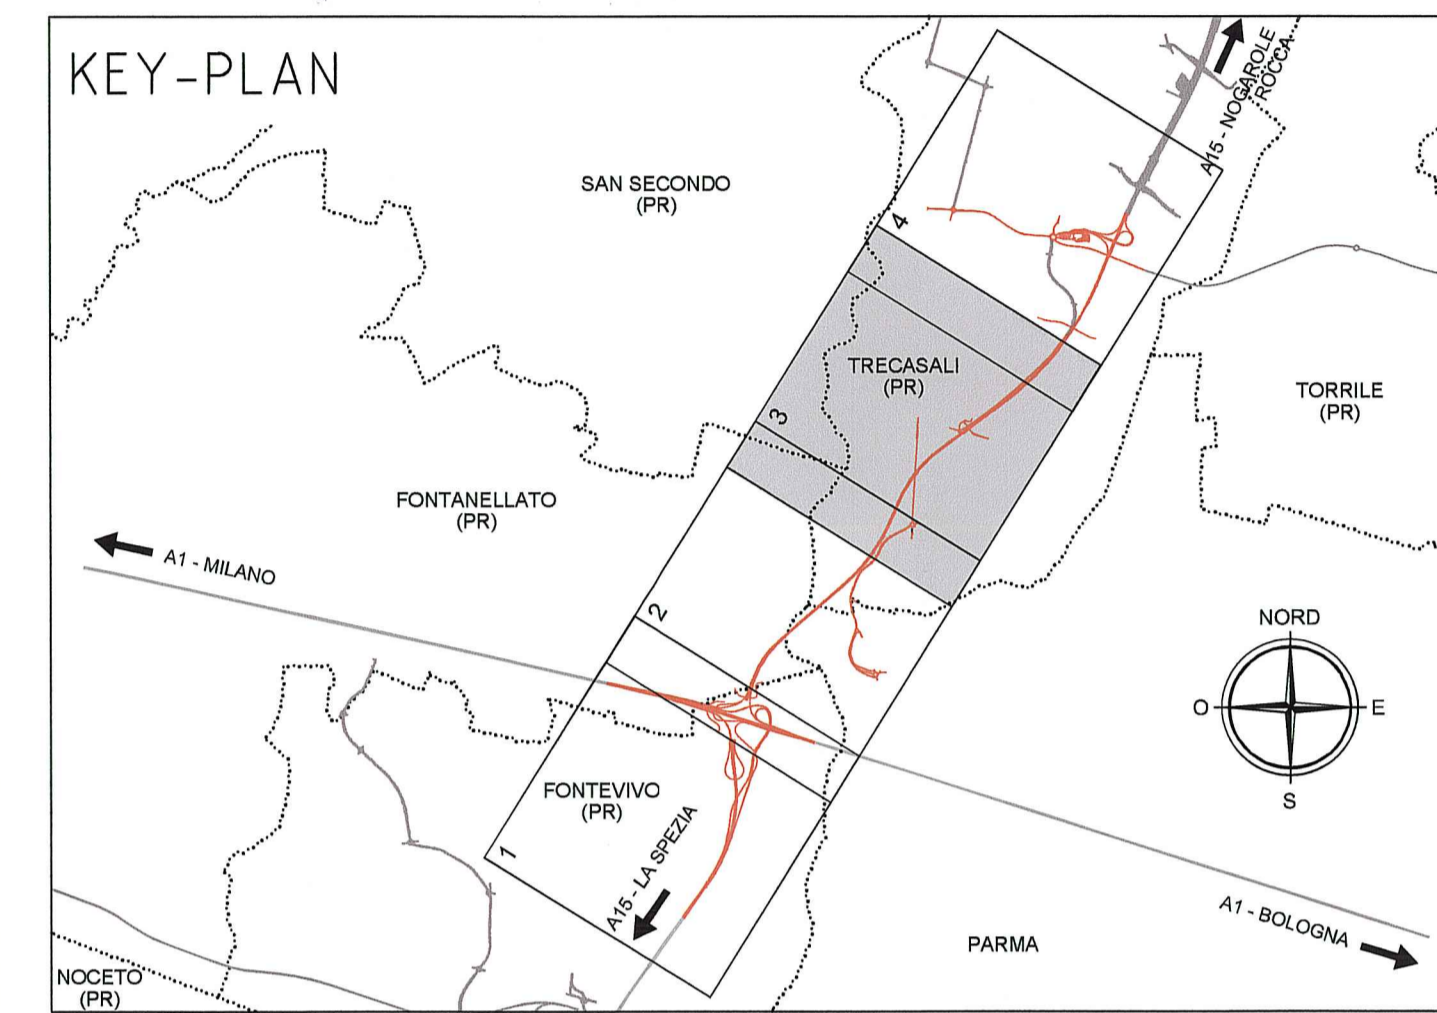 KEY-PLAN
A15 - NOGAROLE
ROCCA
SAN SECONDO
(PR)
4
TRECASALI
(PR)
TORRILE
(PR)
3
FONTANELLATO
(PR)
A1 - MILANO
2
NORD
O
E
S
FONTEVIVO
(PR)
1
A15 - LA SPEZIA
A1 - BOLOGNA
PARMA
NOCETO
(PR)